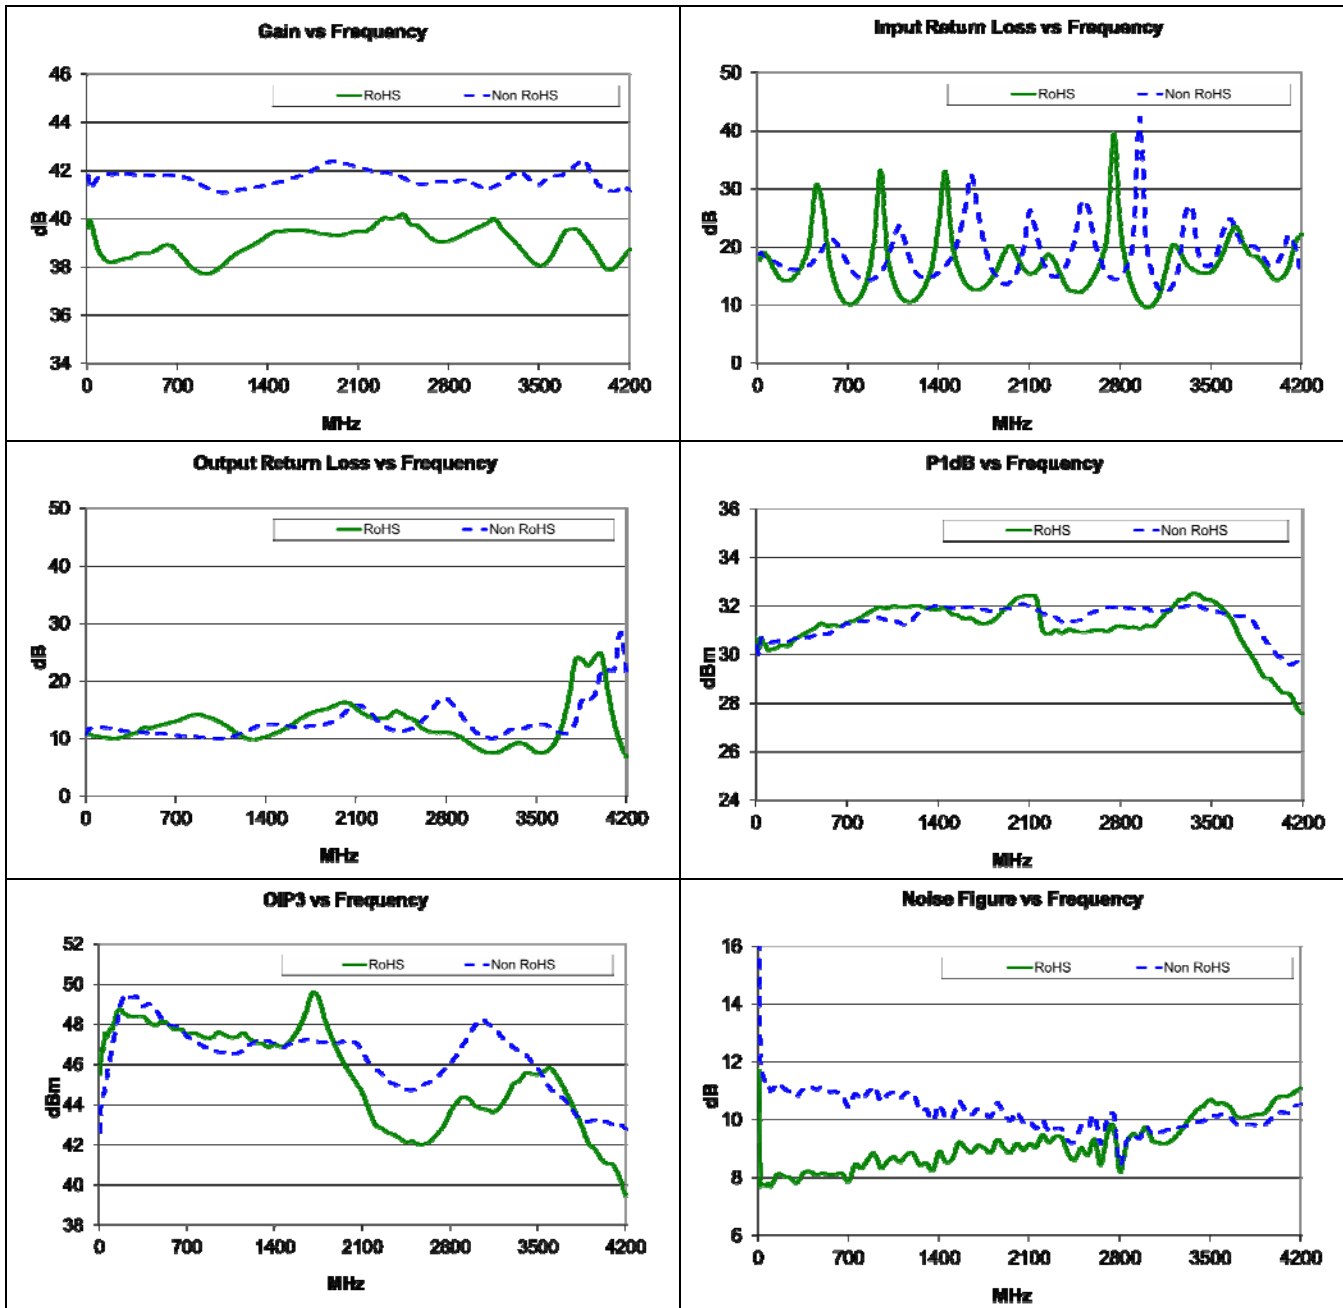 Gain vs Frequency
46
44
42
40
38
36
34
dB
RoHS
Non RoHS
0 700 1400 2100 2800 3500 4200
MHz
Input Return Loss vs Frequency
50
40
30
20
10
0
dB
RoHS
Non RoHS
0 700 1400 2100 2800 3500 4200
MHz
Output Return Loss vs Frequency
50
40
30
20
10
0
dB
RoHS
Non RoHS
0 700 1400 2100 2800 3500 4200
MHz
P1dB vs Frequency
36
34
32
30
28
26
24
dBm
RoHS
Non RoHS
0 700 1400 2100 2800 3500 4200
MHz
OIP3 vs Frequency
52
50
48
46
44
42
40
38
dBm
RoHS
Non RoHS
0 700 1400 2100 2800 3500 4200
MHz
Noise Figure vs Frequency
16
14
12
10
8
6
dB
RoHS
Non RoHS
0 700 1400 2100 2800 3500 4200
MHz